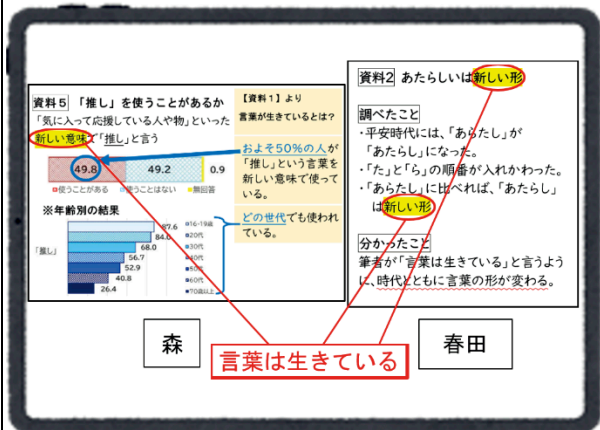 資料5 「推し」を使うことがあるか
「気に入って応援している人や物」といった
新しい意味で「推し」と言う
49.8
49.2
0.9
使うことがある
使うことはない
無回答
※年齢別の結果
「推し」
87.6
84.0
68.0
56.7
52.9
40.8
26.4
16-19歳
20代
30代
40代
50代
60代
70歳以上
【資料1】より
言葉が生きているとは?
およそ50%の人が
「推し」という言葉を
新しい意味で使って
いる。
どの世代でも使われ
ている。
資料2 あたらしいは新しい形
調べたこと
・平安時代には、「あらたし」が
「あたらし」になった。
・「た」と「ら」の順番が入れかわった。
・「あらたし」に比べれば、「あたらし」
は新しい形
分かったこと
筆者が「言葉は生きている」と言うよう
に、時代とともに言葉の形が変わる。
森
春田
言葉は生きている